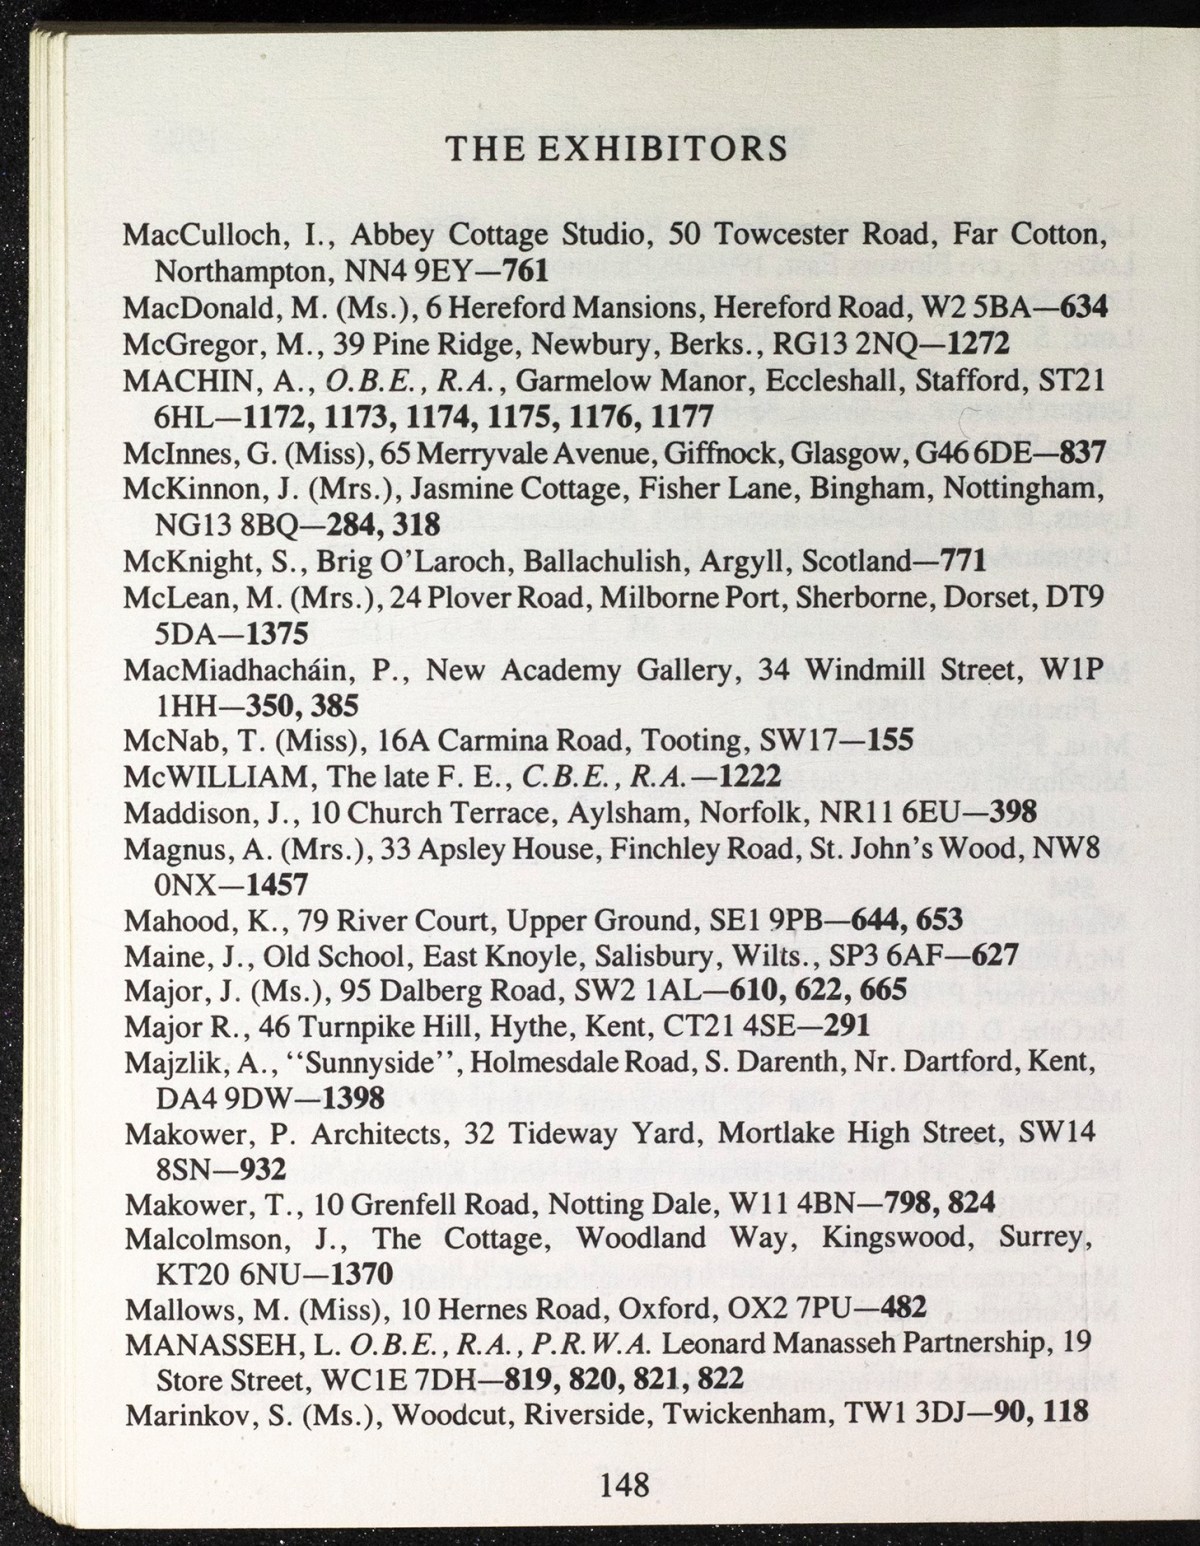 THE EXHIBITORS
MacCulloch, I., Abbey Cottage Studio, 50 Towcester Road, Far Cotton,
Northampton, NN4 9EY—761
MacDonald, M. (Ms.), 6 Hereford Mansions, Hereford Road, W2 5BA—634
McGregor, M., 39 Pine Ridge, Newbury, Berks., RG13 2NQ—1272
MACHIN, A., O.B.E., R.A., Garmelow Manor, Eccleshall, Stafford, ST21
6HL—1172, 1173, 1174, 1175, 1176, 1177
McInnes, G. (Miss), 65 Merryvale Avenue, Giffnock, Glasgow, G46 6DE—837
McKinnon, J. (Mrs.), Jasmine Cottage, Fisher Lane, Bingham, Nottingham,
NG13 8BQ—284, 318
McKnight, S., Brig O'Laroch, Ballachulish, Argyll, Scotland—771
McLean, M. (Mrs.), 24 Plover Road, Milborne Port, Sherborne, Dorset, DT9
5DA—1375
MacMiadhacháin, P., New Academy Gallery, 34 Windmill Street, W1P
1HH—350, 385
McNab, T. (Miss), 16A Carmina Road, Tooting, SW17—155
McWILLIAM, The late F. E., C.B.E., R.A.—1222
Maddison, J., 10 Church Terrace, Aylsham, Norfolk, NR11 6EU—398
Magnus, A. (Mrs.), 33 Apsley House, Finchley Road, St. John's Wood, NW8
0NX—1457
Mahood, K., 79 River Court, Upper Ground, SE1 9PB—644, 653
Maine, J., Old School, East Knoyle, Salisbury, Wilts., SP3 6AF—627
Major, J. (Ms.), 95 Dalberg Road, SW2 1AL—610, 622, 665
Major R., 46 Turnpike Hill, Hythe, Kent, CT21 4SE—291
Majzlik, A., “Sunnyside”, Holmesdale Road, S. Darenth, Nr. Dartford, Kent,
DA4 9DW—1398
Makower, P. Architects, 32 Tideway Yard, Mortlake High Street, SW14
8SN—932
Makower, T., 10 Grenfell Road, Notting Dale, W11 4BN—798, 824
Malcolmson, J., The Cottage, Woodland Way, Kingswood, Surrey,
KT20 6NU—1370
Mallows, M. (Miss), 10 Hernes Road, Oxford, OX2 7PU—482
MANASSEH, L. O.B.E., R.A., P.R.W.A. Leonard Manasseh Partnership, 19
Store Street, WC1E 7DH—819, 820, 821, 822
Marinkov, S. (Ms.), Woodcut, Riverside, Twickenham, TW1 3DJ—90, 118
148